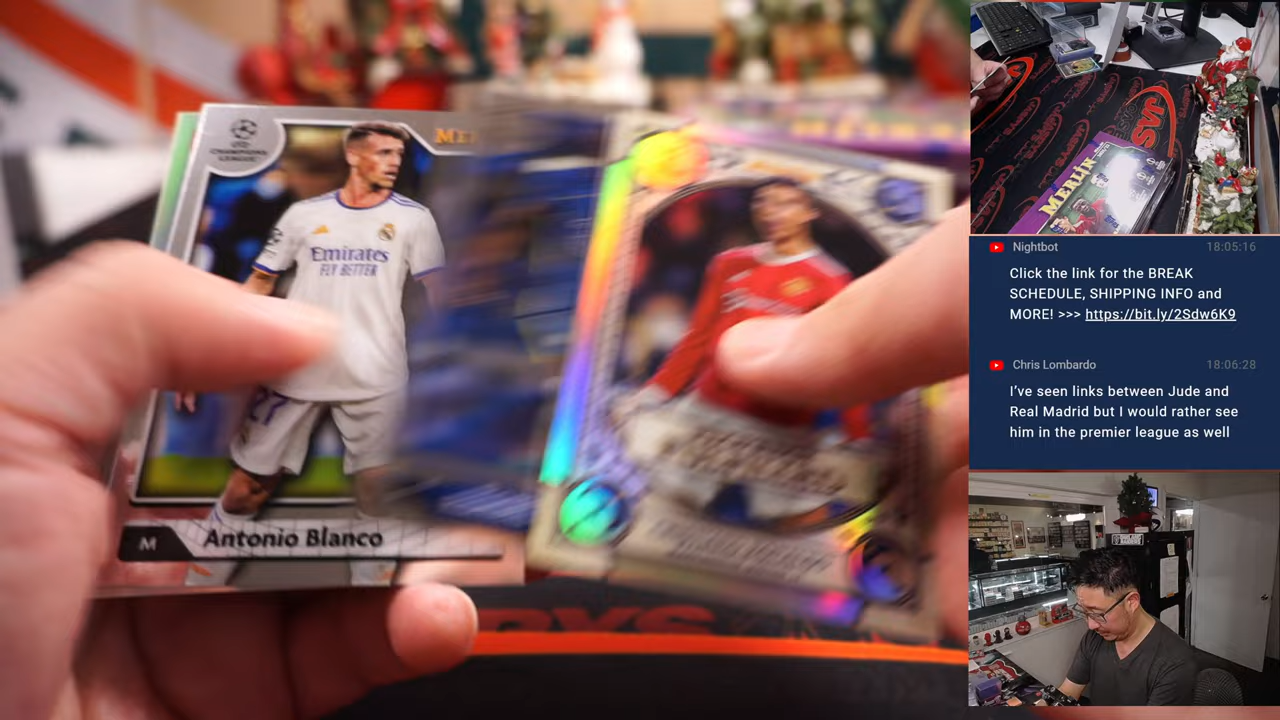 UEFA
CHAMPIONS
LEAGUE
Emirates
FLY BETTER
27
M
Antonio Blanco
MERLIN
Nightbot
18:05:16
Click the link for the BREAK
SCHEDULE, SHIPPING INFO and
MORE! >>> https://bit.ly/2Sdw6K9
Chris Lombardo
18:06:28
I've seen links between Jude and
Real Madrid but I would rather see
him in the premier league as well